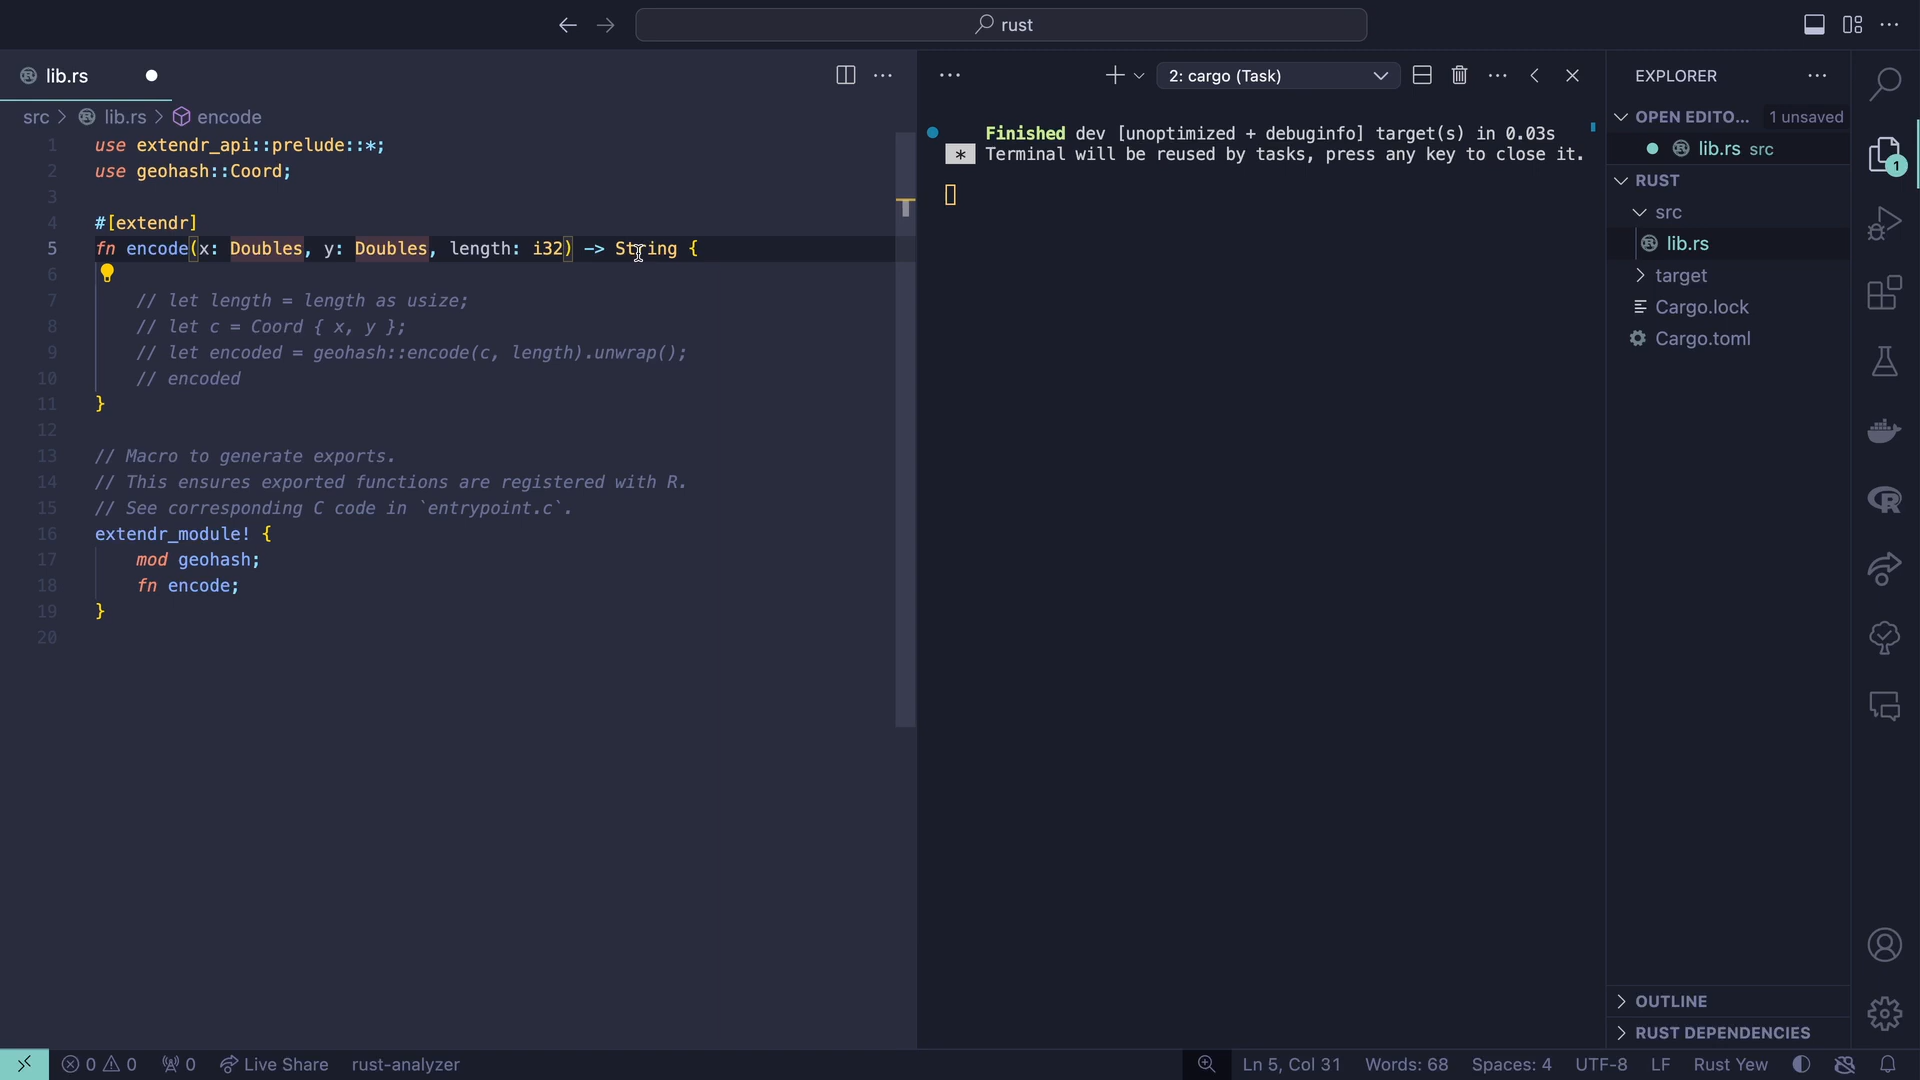 rust
lib.rs
src > lib.rs > encode
1 use extendr_api::prelude::*;
2 use geohash::Coord;
3
4 #[extendr]
5 fn encode(x: Doubles, y: Doubles, length: i32) -> String {
6
7 // let length = length as usize;
8 // let c = Coord { x, y };
9 // let encoded = geohash::encode(c, length).unwrap();
10 // encoded
11 }
12
13 // Macro to generate exports.
14 // This ensures exported functions are registered with R.
15 // See corresponding C code in `entrypoint.c`.
16 extendr_module! {
17 mod geohash;
18 fn encode;
19 }
20
2: cargo (Task)
Finished dev [unoptimized + debuginfo] target(s) in 0.03s
* Terminal will be reused by tasks, press any key to close it.
EXPLORER
OPEN EDITO... 1 unsaved
lib.rs src
RUST
src
lib.rs
target
Cargo.lock
Cargo.toml
OUTLINE
RUST DEPENDENCIES
1
R
0 0 0 Live Share rust-analyzer
Ln 5, Col 31 Words: 68 Spaces: 4 UTF-8 LF Rust Yew